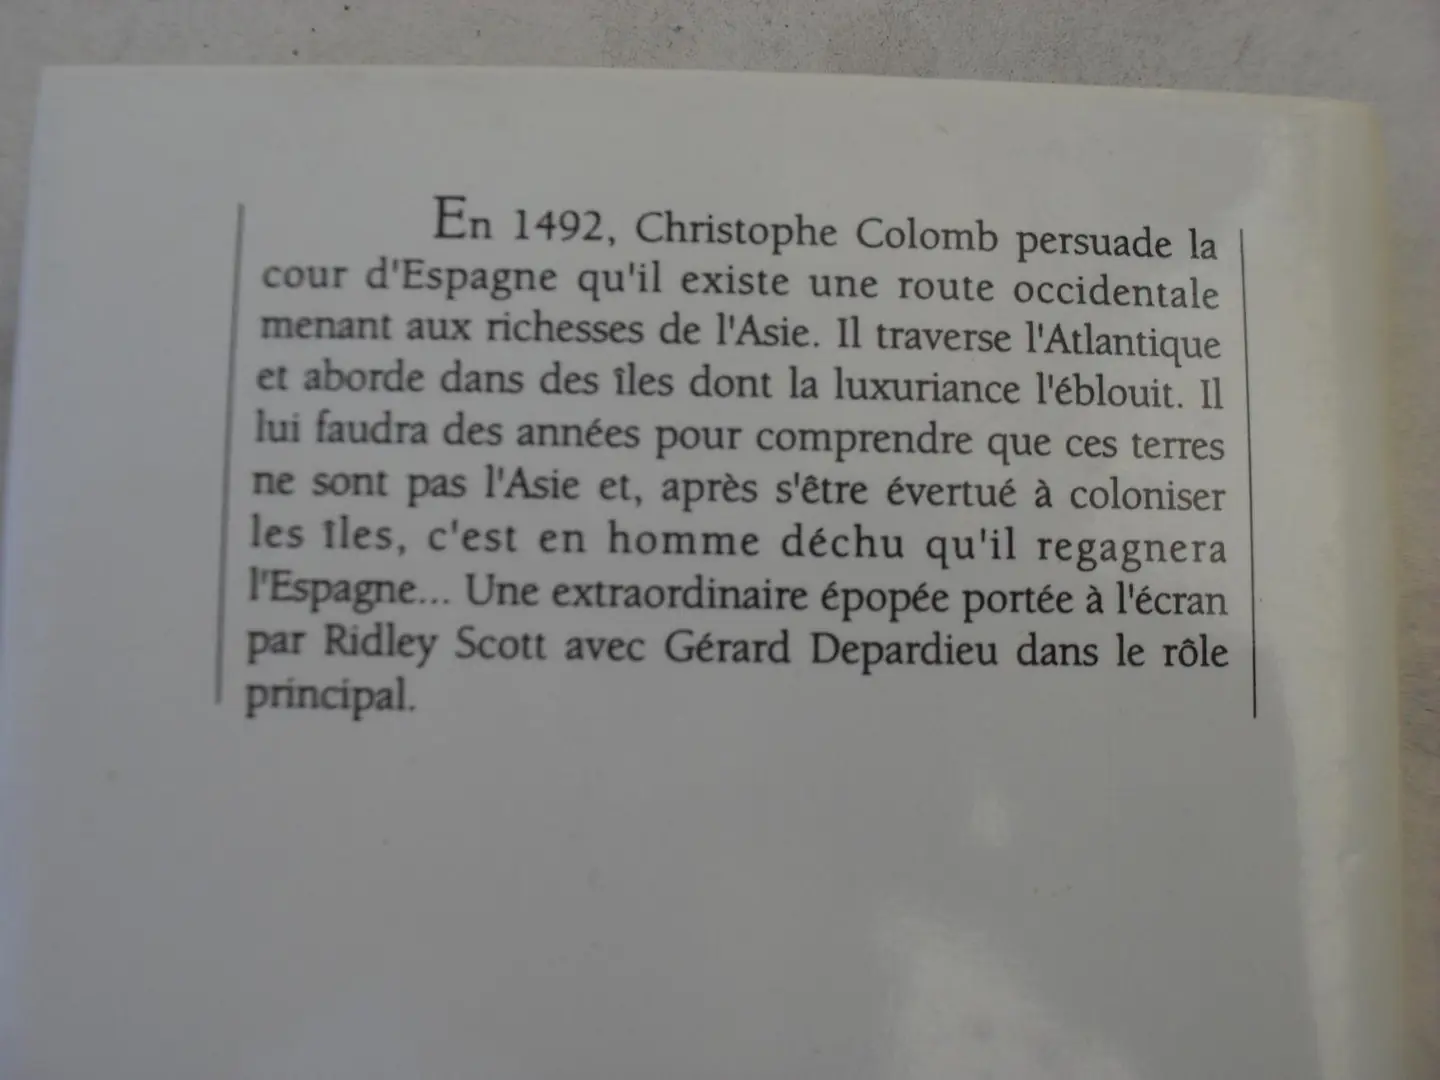 En 1492, Christophe Colomb persuade la
cour d'Espagne qu'il existe une route occidentale
menant aux richesses de l'Asie. Il traverse l'Atlantique
et aborde dans des îles dont la luxuriance l'éblouit. Il
lui faudra des années pour comprendre que ces terres
ne sont pas l'Asie et, après s'être évertué à coloniser
les îles, c'est en homme déchu qu'il regagnera
l'Espagne... Une extraordinaire épopée portée à l'écran
par Ridley Scott avec Gérard Depardieu dans le rôle
principal.